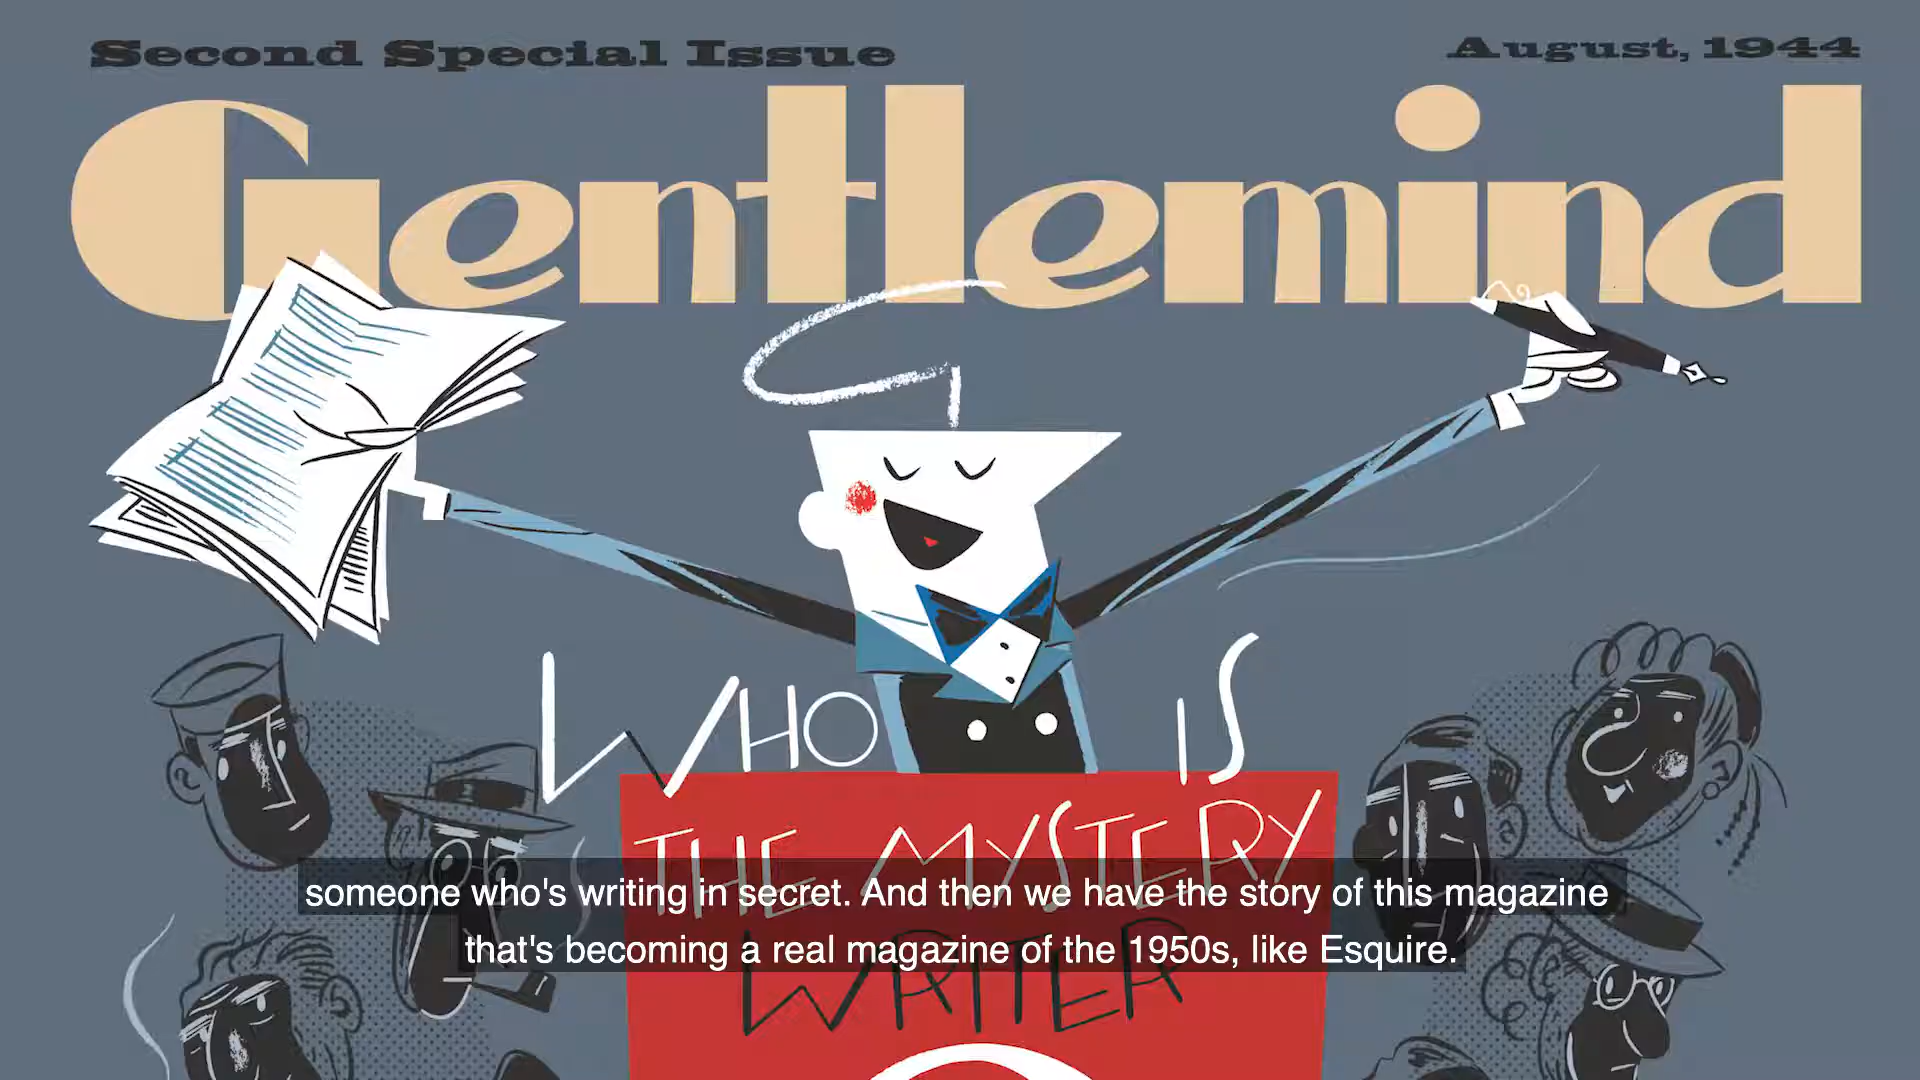 Second Special Issue
August, 1944
Gentlemind
WHO IS
THE MYSTERY
WRITER
someone who's writing in secret. And then we have the story of this magazine
that's becoming a real magazine of the 1950s, like Esquire.